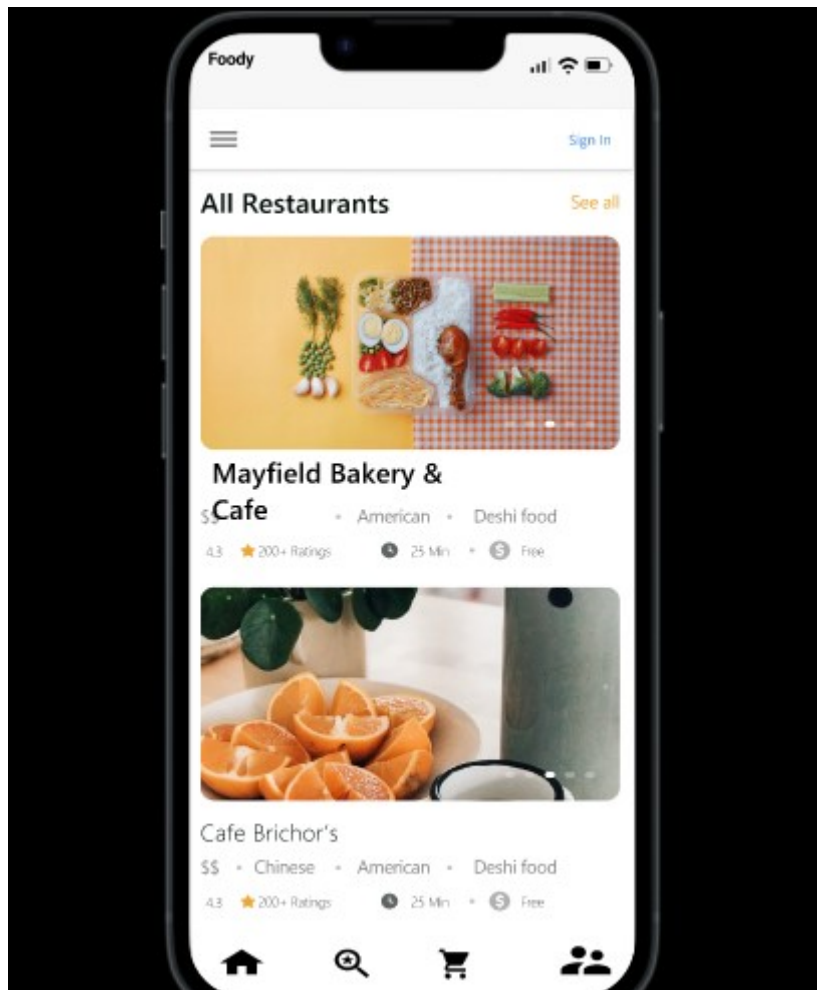 Foody
Sign In
All Restaurants See all
Mayfield Bakery &
Cafe
$$ • American • Deshi food
4.3 200+ Ratings 25 Min • $ Free
Cafe Brichor's
$$ • Chinese • American • Deshi food
4.3 200+ Ratings 25 Min • $ Free